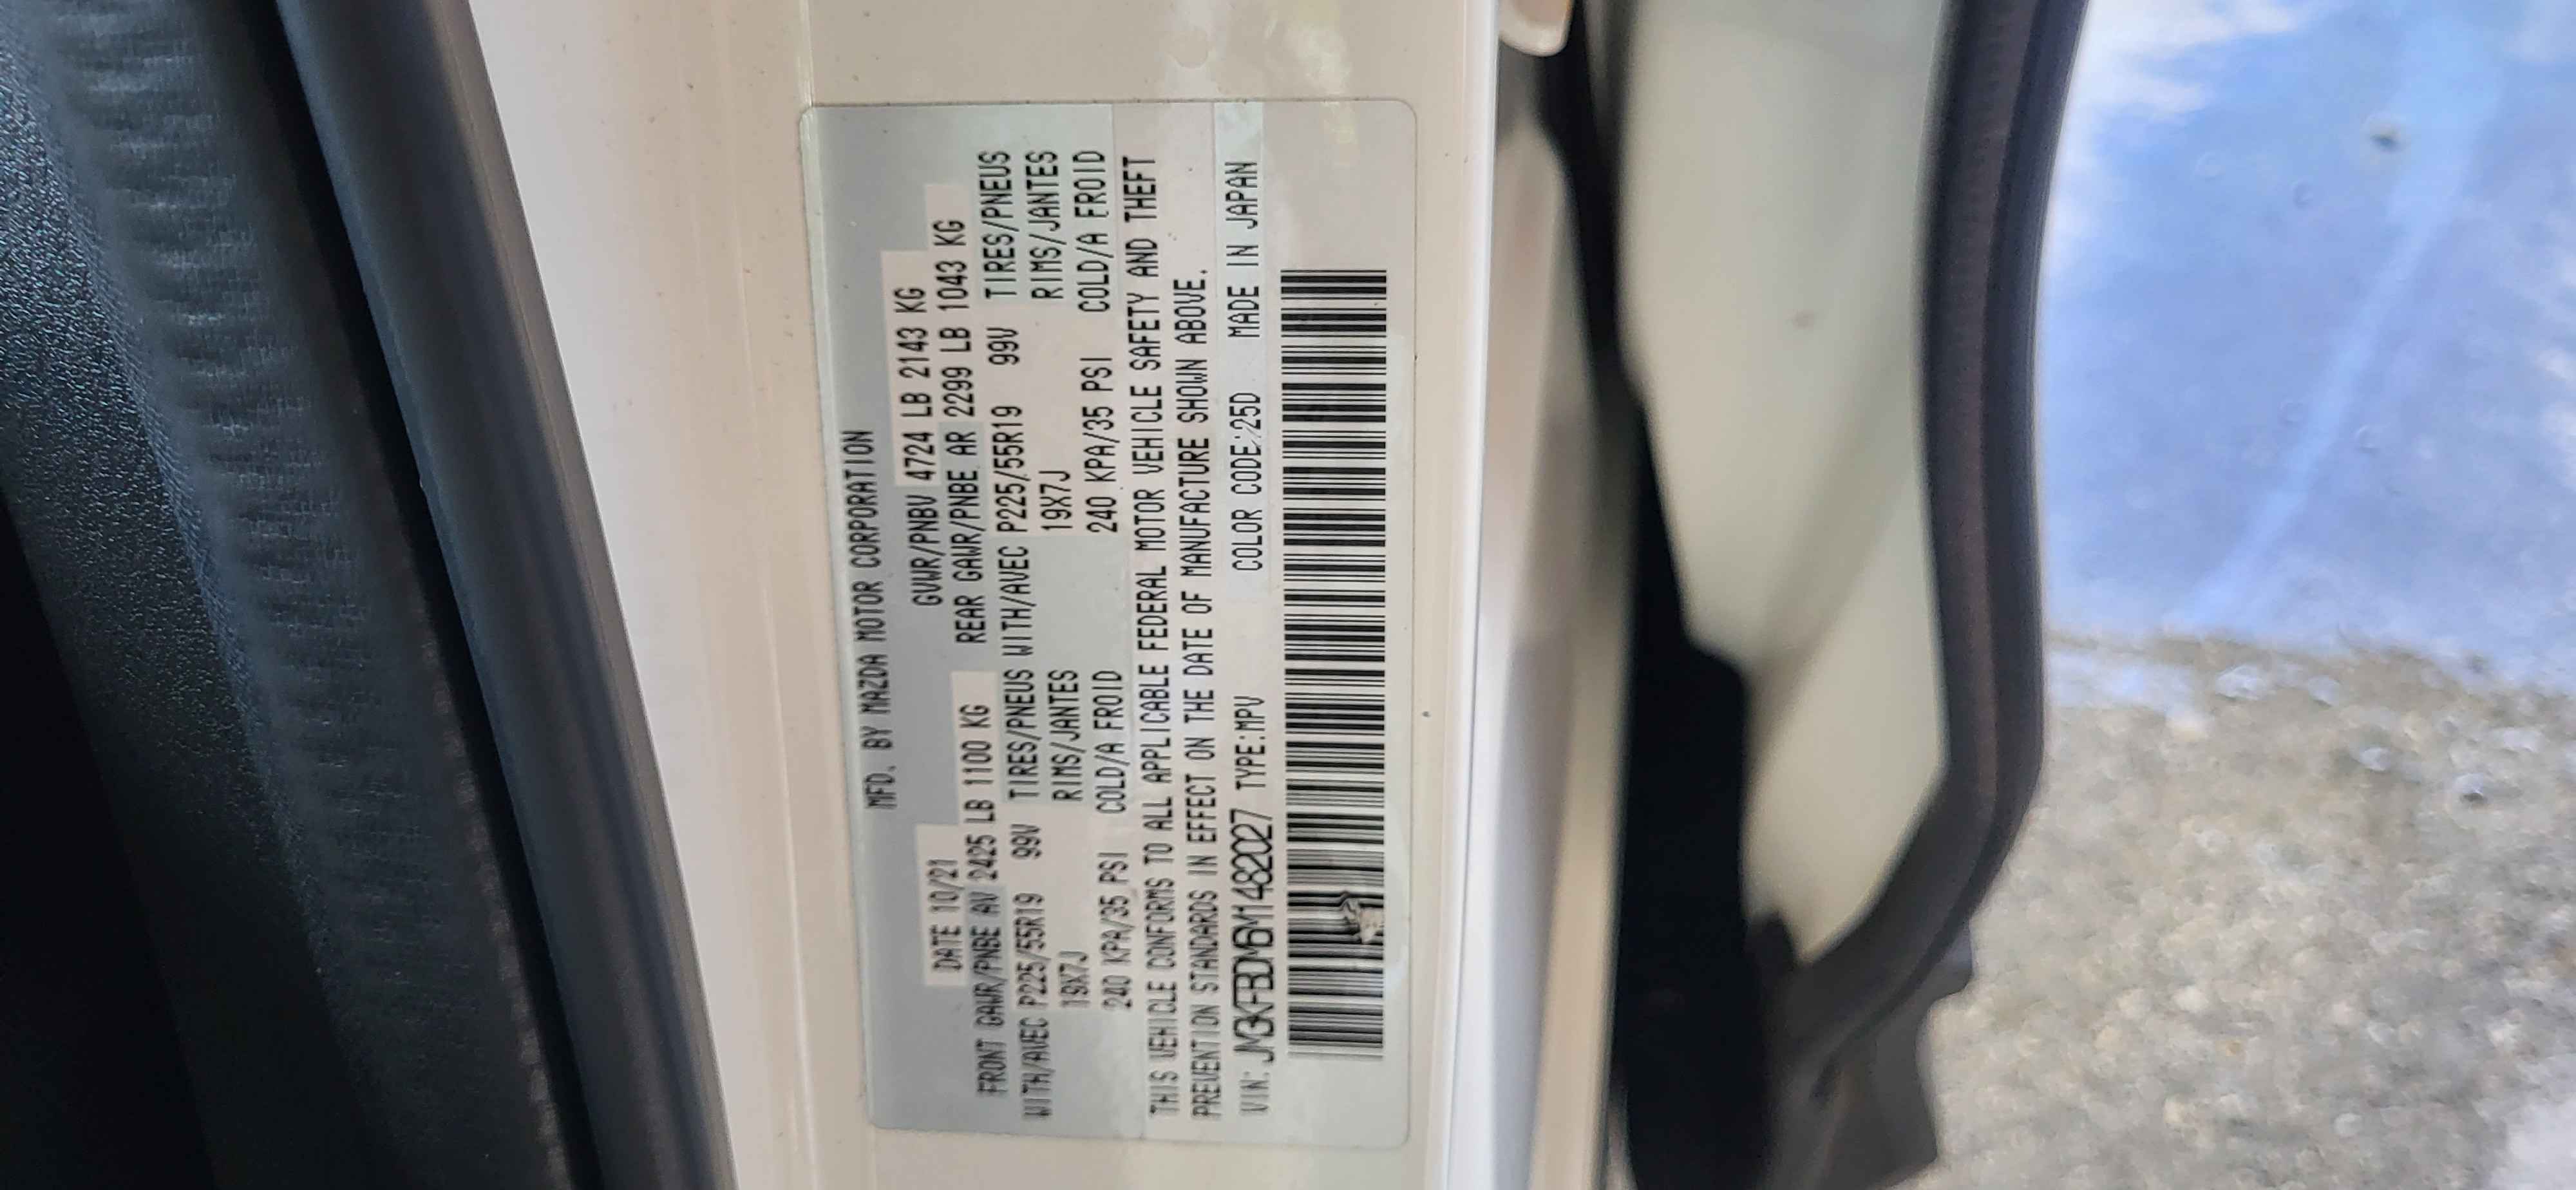 MFD. BY MAZDA MOTOR CORPORATION
DATE 10/21 GVWR/PNBV 4724 LB 2143 KG
FRONT GAWR/PNBE AV 2425 LB 1100 KG REAR GAWR/PNBE AR 2299 LB 1043 KG
WITH/AVEC P225/55R19 99V TIRES/PNEUS WITH/AVEC P225/55R19 99V TIRES/PNEUS
19X7J RIMS/JANTES 19X7J RIMS/JANTES
240 KPA/35 PSI COLD/A FROID 240 KPA/35 PSI COLD/A FROID
THIS VEHICLE CONFORMS TO ALL APPLICABLE FEDERAL MOTOR VEHICLE SAFETY AND THEFT
PREVENTION STANDARDS IN EFFECT ON THE DATE OF MANUFACTURE SHOWN ABOVE.
VIN: JM3KFBDM6M1482027 TYPE:MPV COLOR CODE:25D MADE IN JAPAN